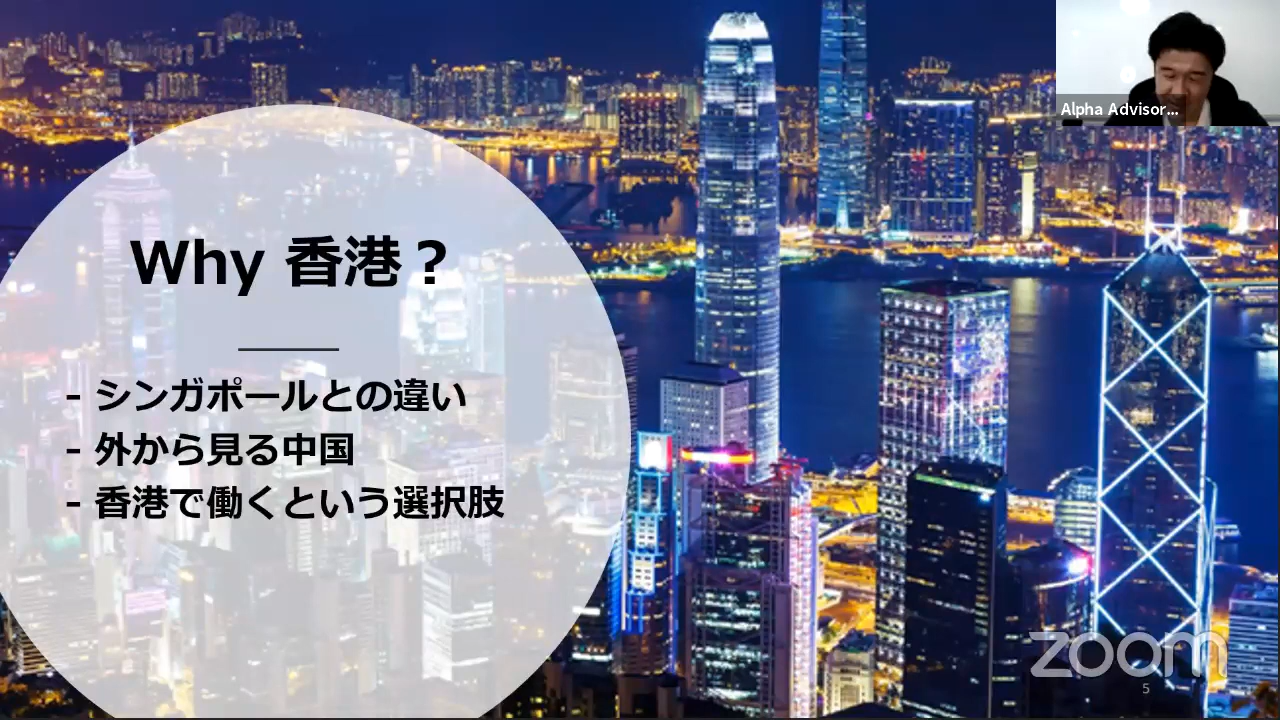 Alpha Advisor...
Why 香港？
- シンガポールとの違い
- 外から見る中国
- 香港で働くという選択肢
zoom
5